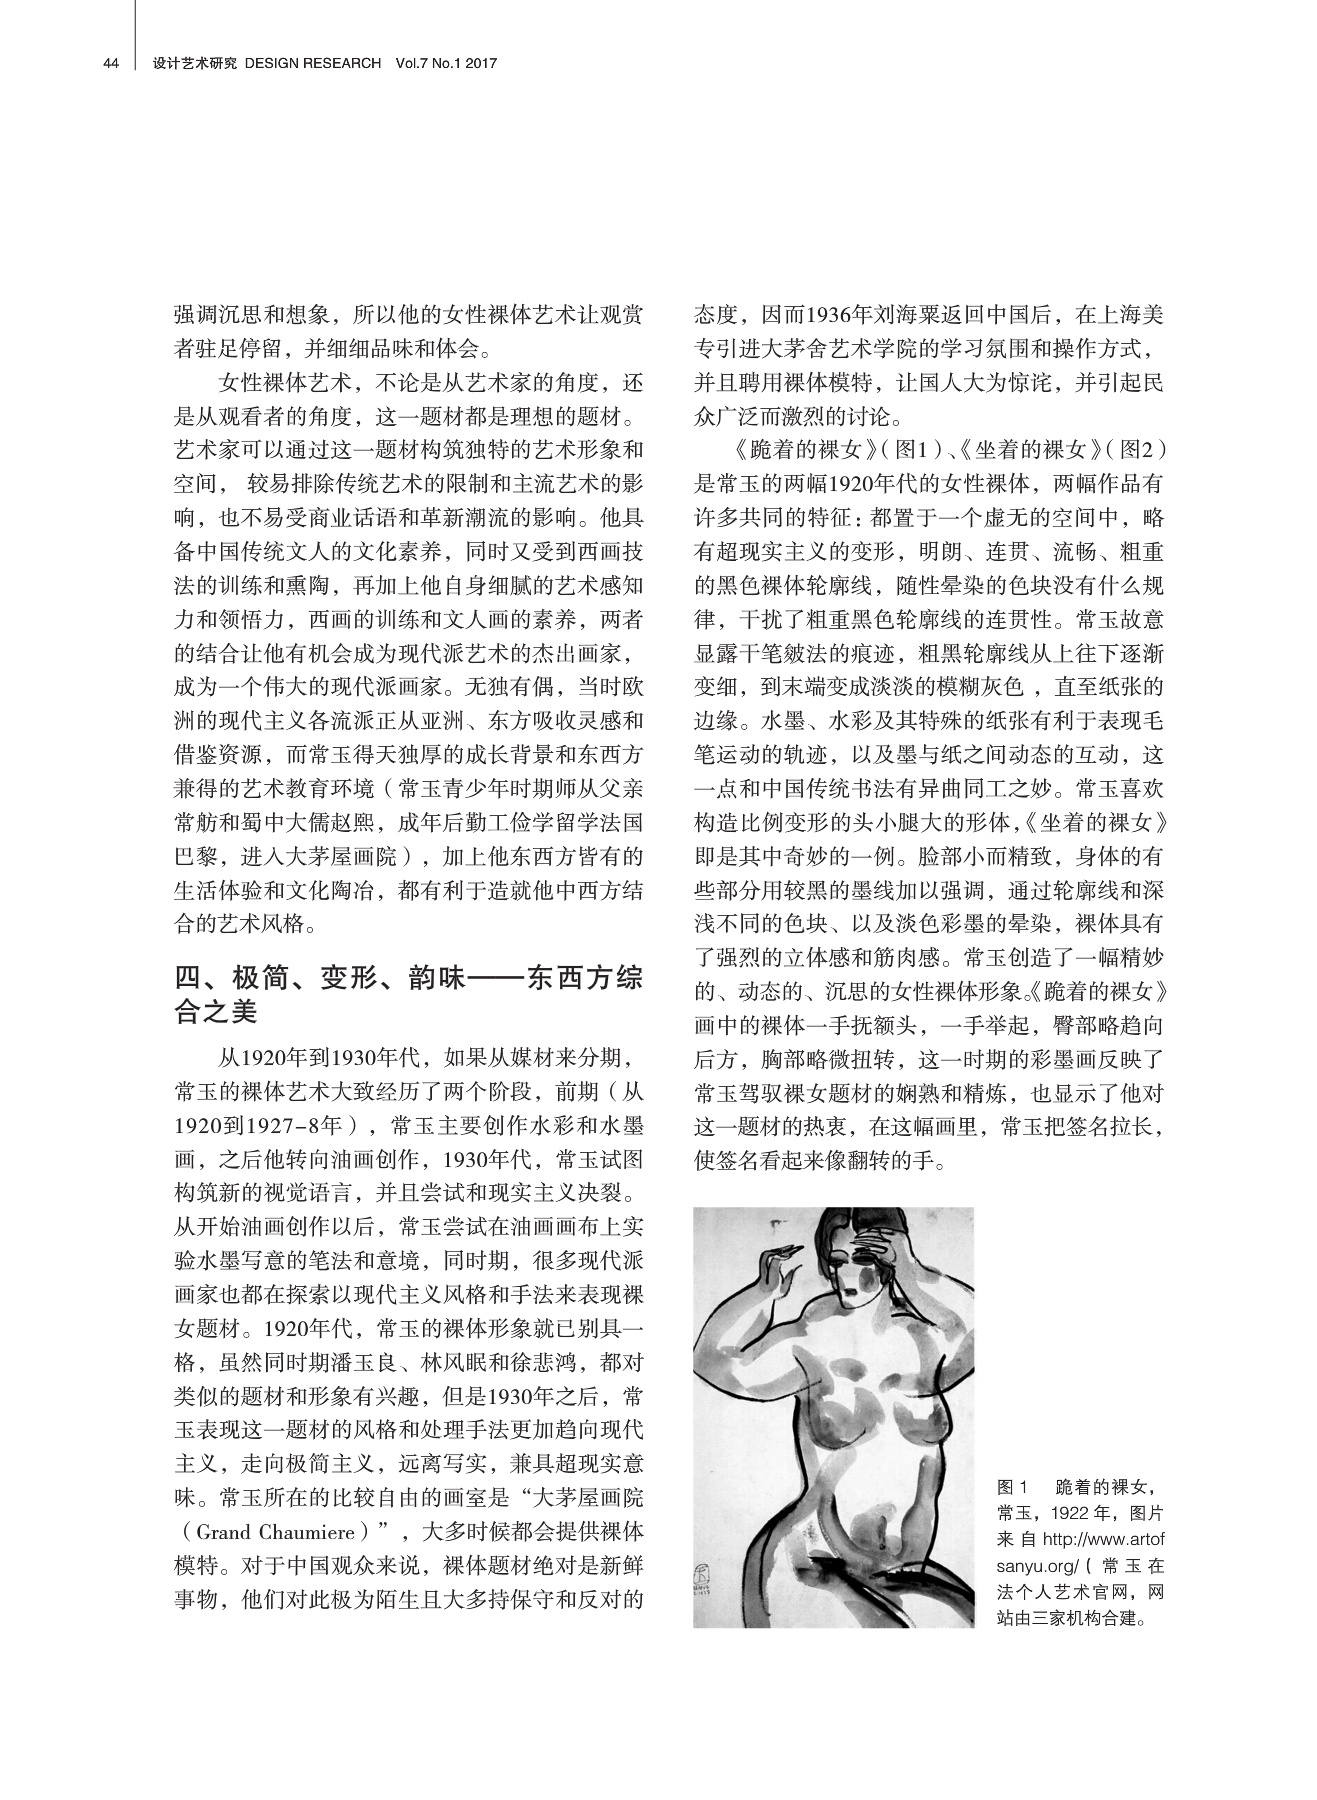 44 设计艺术研究 DESIGN RESEARCH Vol.7 No.1 2017
强调沉思和想象，所以他的女性裸体艺术让观赏
者驻足停留，并细细品味和体会。
女性裸体艺术，不论是从艺术家的角度，还
是从观看者的角度，这一题材都是理想的题材。
艺术家可以通过这一题材构筑独特的艺术形象和
空间， 较易排除传统艺术的限制和主流艺术的影
响，也不易受商业话语和革新潮流的影响。他具
备中国传统文人的文化素养，同时又受到西画技
法的训练和熏陶，再加上他自身细腻的艺术感知
力和领悟力，西画的训练和文人画的素养，两者
的结合让他有机会成为现代派艺术的杰出画家，
成为一个伟大的现代派画家。无独有偶，当时欧
洲的现代主义各流派正从亚洲、东方吸收灵感和
借鉴资源，而常玉得天独厚的成长背景和东西方
兼得的艺术教育环境（常玉青少年时期师从父亲
常舫和蜀中大儒赵熙，成年后勤工俭学留学法国
巴黎，进入大茅屋画院），加上他东西方皆有的
生活体验和文化陶冶，都有利于造就他中西方结
合的艺术风格。
四、极简、变形、韵味——东西方综
合之美
从1920年到1930年代，如果从媒材来分期，
常玉的裸体艺术大致经历了两个阶段，前期（从
1920到1927-8年），常玉主要创作水彩和水墨
画，之后他转向油画创作，1930年代，常玉试图
构筑新的视觉语言，并且尝试和现实主义决裂。
从开始油画创作以后，常玉尝试在油画画布上实
验水墨写意的笔法和意境，同时期，很多现代派
画家也都在探索以现代主义风格和手法来表现裸
女题材。1920年代，常玉的裸体形象就已别具一
格，虽然同时期潘玉良、林风眠和徐悲鸿，都对
类似的题材和形象有兴趣，但是1930年之后，常
玉表现这一题材的风格和处理手法更加趋向现代
主义，走向极简主义，远离写实，兼具超现实意
味。常玉所在的比较自由的画室是“大茅屋画院
（Grand Chaumiere）”，大多时候都会提供裸体
模特。对于中国观众来说，裸体题材绝对是新鲜
事物，他们对此极为陌生且大多持保守和反对的
态度，因而1936年刘海粟返回中国后，在上海美
专引进大茅舍艺术学院的学习氛围和操作方式，
并且聘用裸体模特，让国人大为惊诧，并引起民
众广泛而激烈的讨论。
《跪着的裸女》（图1）、《坐着的裸女》（图2）
是常玉的两幅1920年代的女性裸体，两幅作品有
许多共同的特征：都置于一个虚无的空间中，略
有超现实主义的变形，明朗、连贯、流畅、粗重
的黑色裸体轮廓线，随性晕染的色块没有什么规
律，干扰了粗重黑色轮廓线的连贯性。常玉故意
显露干笔皴法的痕迹，粗黑轮廓线从上往下逐渐
变细，到末端变成淡淡的模糊灰色 ，直至纸张的
边缘。水墨、水彩及其特殊的纸张有利于表现毛
笔运动的轨迹，以及墨与纸之间动态的互动，这
一点和中国传统书法有异曲同工之妙。常玉喜欢
构造比例变形的头小腿大的形体，《坐着的裸女》
即是其中奇妙的一例。脸部小而精致，身体的有
些部分用较黑的墨线加以强调，通过轮廓线和深
浅不同的色块、以及淡色彩墨的晕染，裸体具有
了强烈的立体感和筋肉感。常玉创造了一幅精妙
的、动态的、沉思的女性裸体形象。《跪着的裸女》
画中的裸体一手抚额头，一手举起，臀部略趋向
后方，胸部略微扭转，这一时期的彩墨画反映了
常玉驾驭裸女题材的娴熟和精炼，也显示了他对
这一题材的热衷，在这幅画里，常玉把签名拉长，
使签名看起来像翻转的手。
图 1 跪着的裸女，
常玉，1922 年，图片
来 自 http://www.artof
sanyu.org/（ 常 玉 在
法个人艺术官网，网
站由三家机构合建。